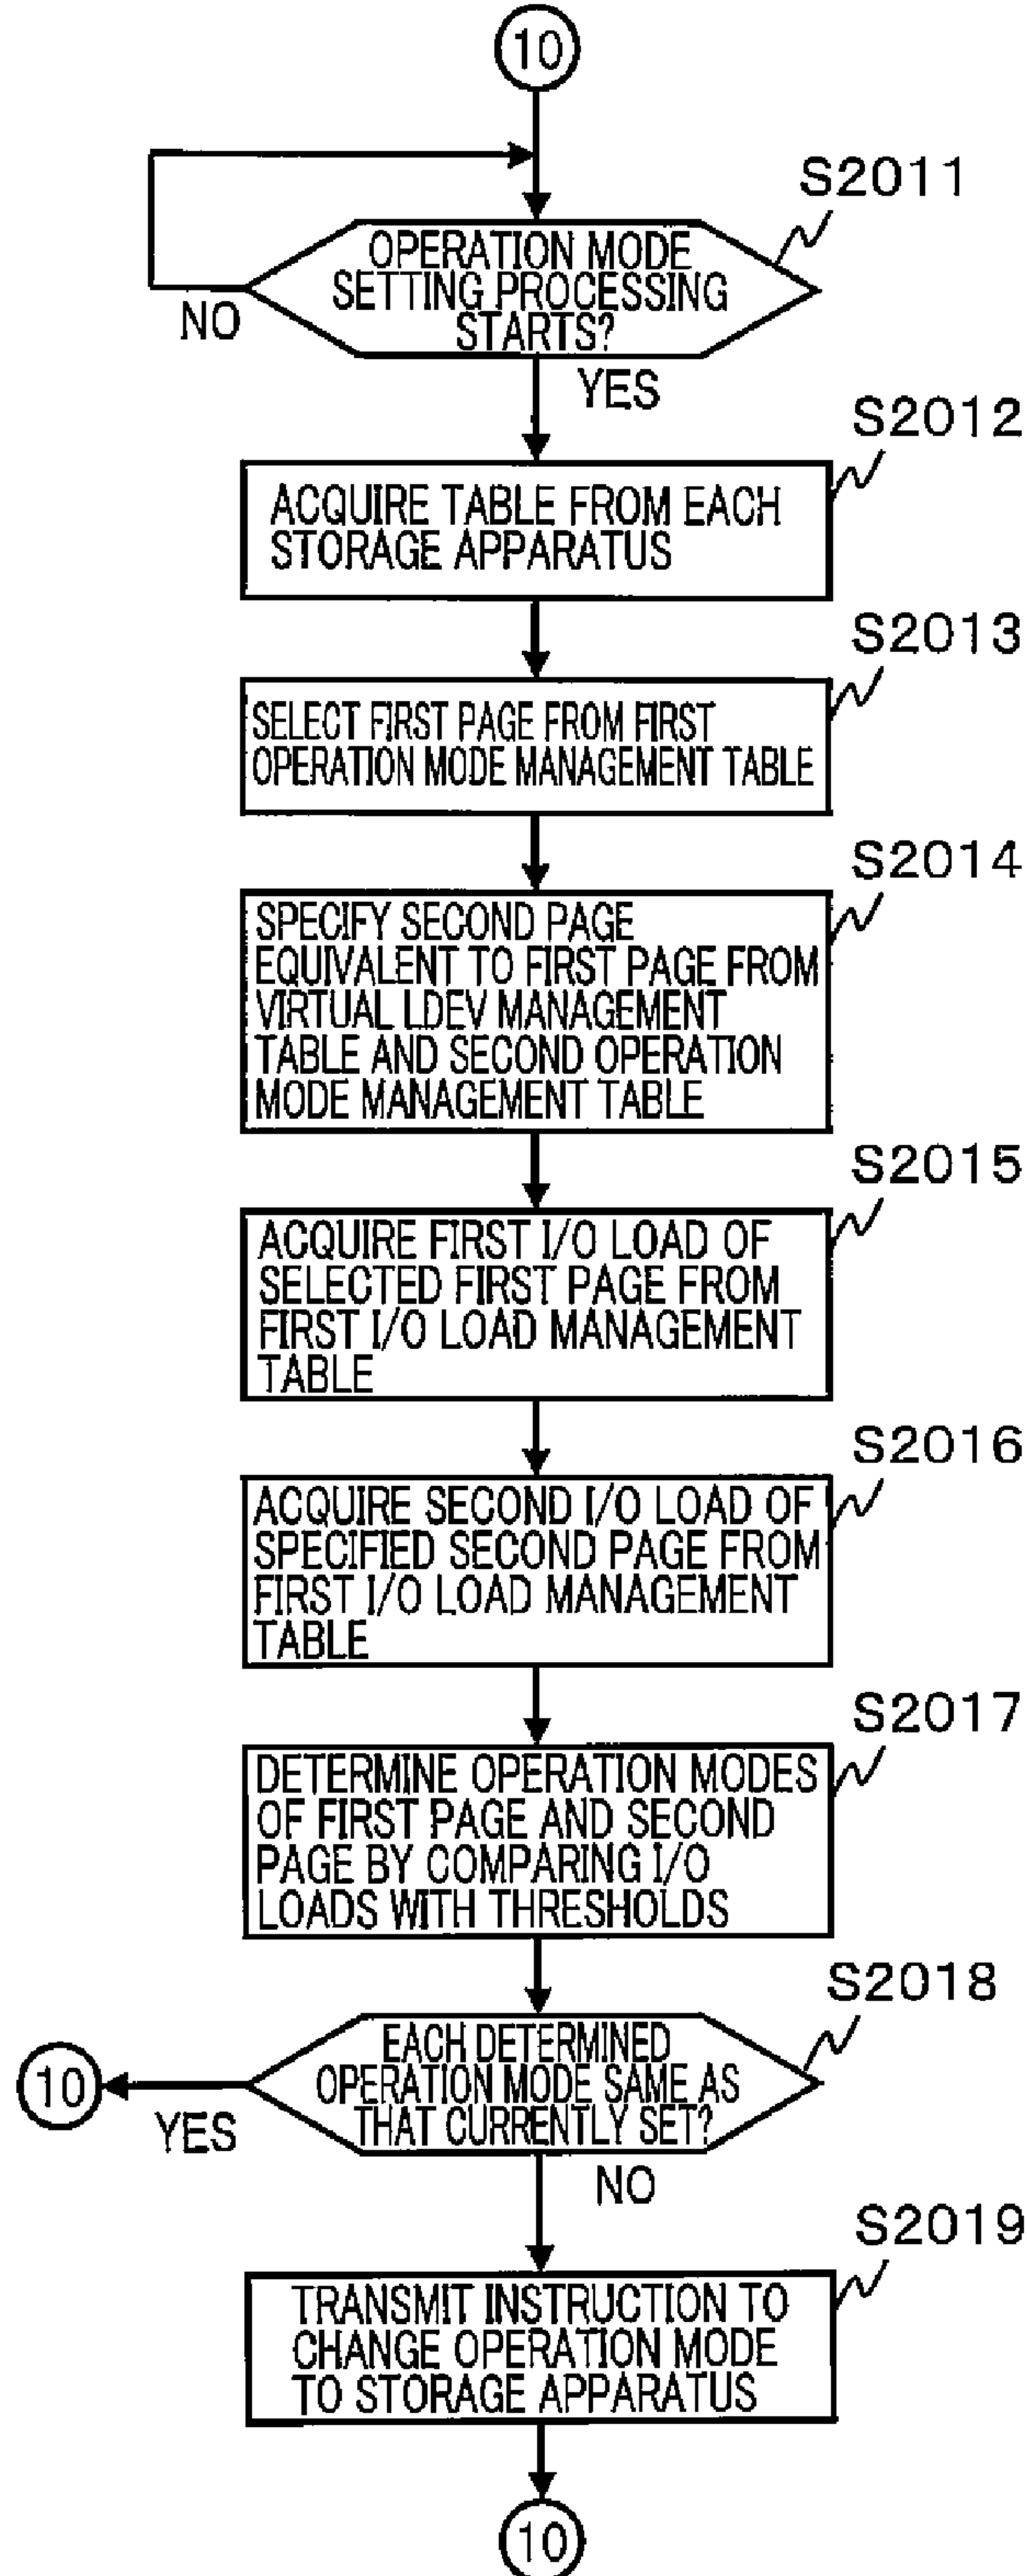 10
S2011
OPERATION MODE
SETTING PROCESSING
STARTS?
NO
YES
S2012
ACQUIRE TABLE FROM EACH
STORAGE APPARATUS
S2013
SELECT FIRST PAGE FROM FIRST
OPERATION MODE MANAGEMENT TABLE
S2014
SPECIFY SECOND PAGE
EQUIVALENT TO FIRST PAGE FROM
VIRTUAL LDEV MANAGEMENT
TABLE AND SECOND OPERATION
MODE MANAGEMENT TABLE
S2015
ACQUIRE FIRST I/O LOAD OF
SELECTED FIRST PAGE FROM
FIRST I/O LOAD MANAGEMENT
TABLE
S2016
ACQUIRE SECOND I/O LOAD OF
SPECIFIED SECOND PAGE FROM
FIRST I/O LOAD MANAGEMENT
TABLE
S2017
DETERMINE OPERATION MODES
OF FIRST PAGE AND SECOND
PAGE BY COMPARING I/O
LOADS WITH THRESHOLDS
S2018
EACH DETERMINED
OPERATION MODE SAME AS
THAT CURRENTLY SET?
10
YES
NO
S2019
TRANSMIT INSTRUCTION TO
CHANGE OPERATION MODE
TO STORAGE APPARATUS
10